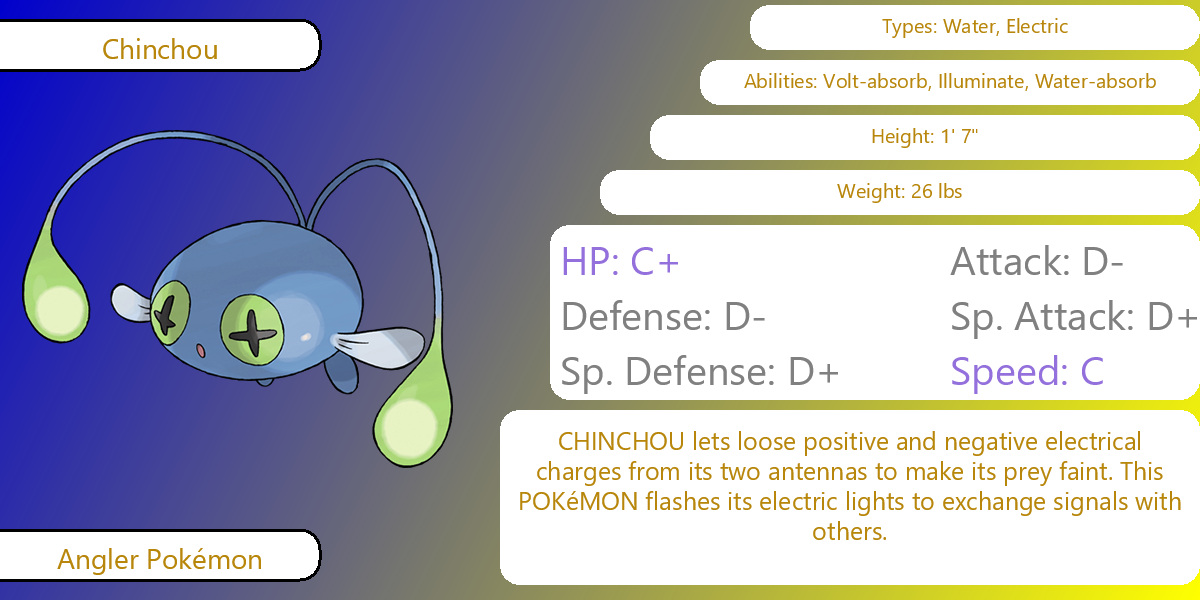 Chinchou
Types: Water, Electric
Abilities: Volt-absorb, Illuminate, Water-absorb
Height: 1' 7"
Weight: 26 lbs
HP: C+ Attack: D-
Defense: D- Sp. Attack: D+
Sp. Defense: D+ Speed: C
CHINCHOU lets loose positive and negative electrical
charges from its two antennas to make its prey faint. This
POKéMON flashes its electric lights to exchange signals with
others.
Angler Pokémon